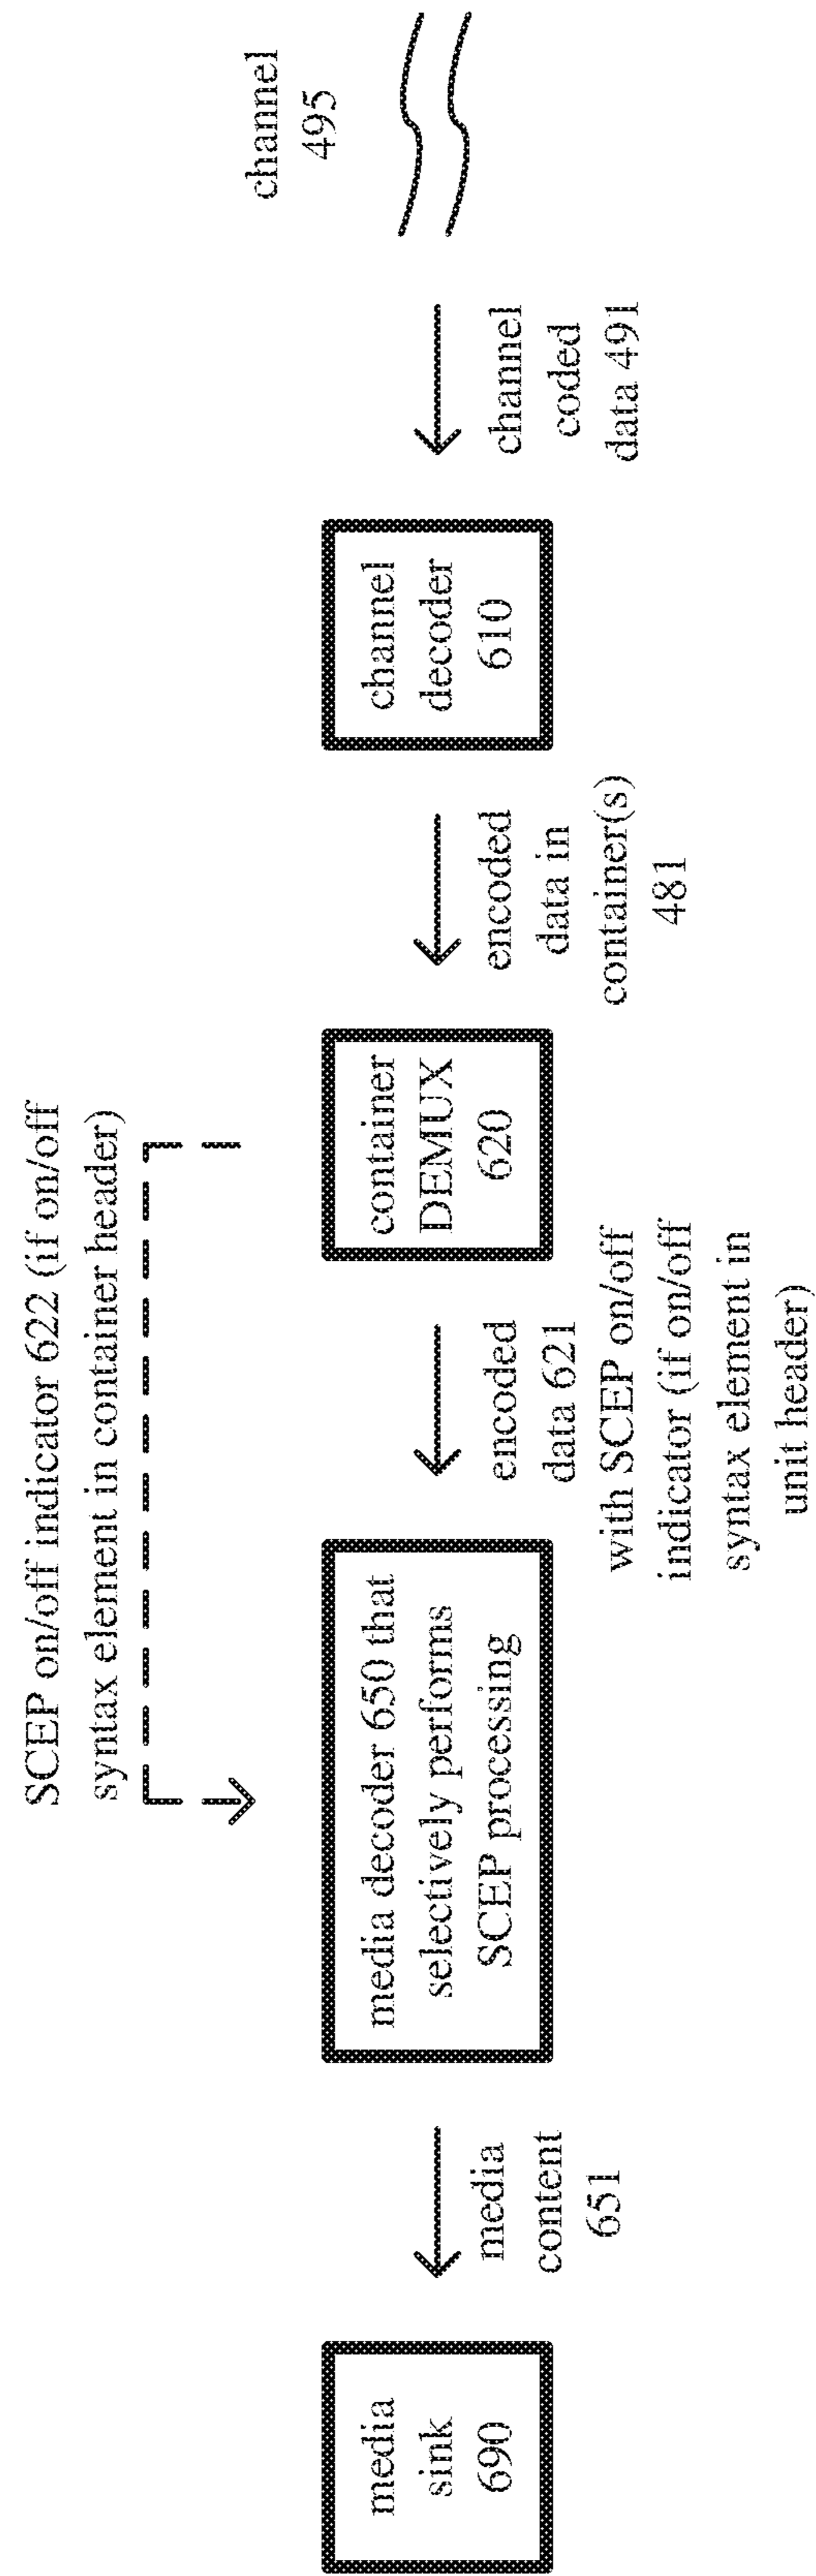 SCEP on/off indicator 622 (if on/off
syntax element in container header)
media
sink
690
media
content
651
media decoder 650 that
selectively performs
SCEP processing
encoded
data 621
with SCEP on/off
indicator (if on/off
syntax element in
unit header)
container
DEMUX
620
encoded
data in
container(s)
481
channel
decoder
610
channel
coded
data 491
channel
495